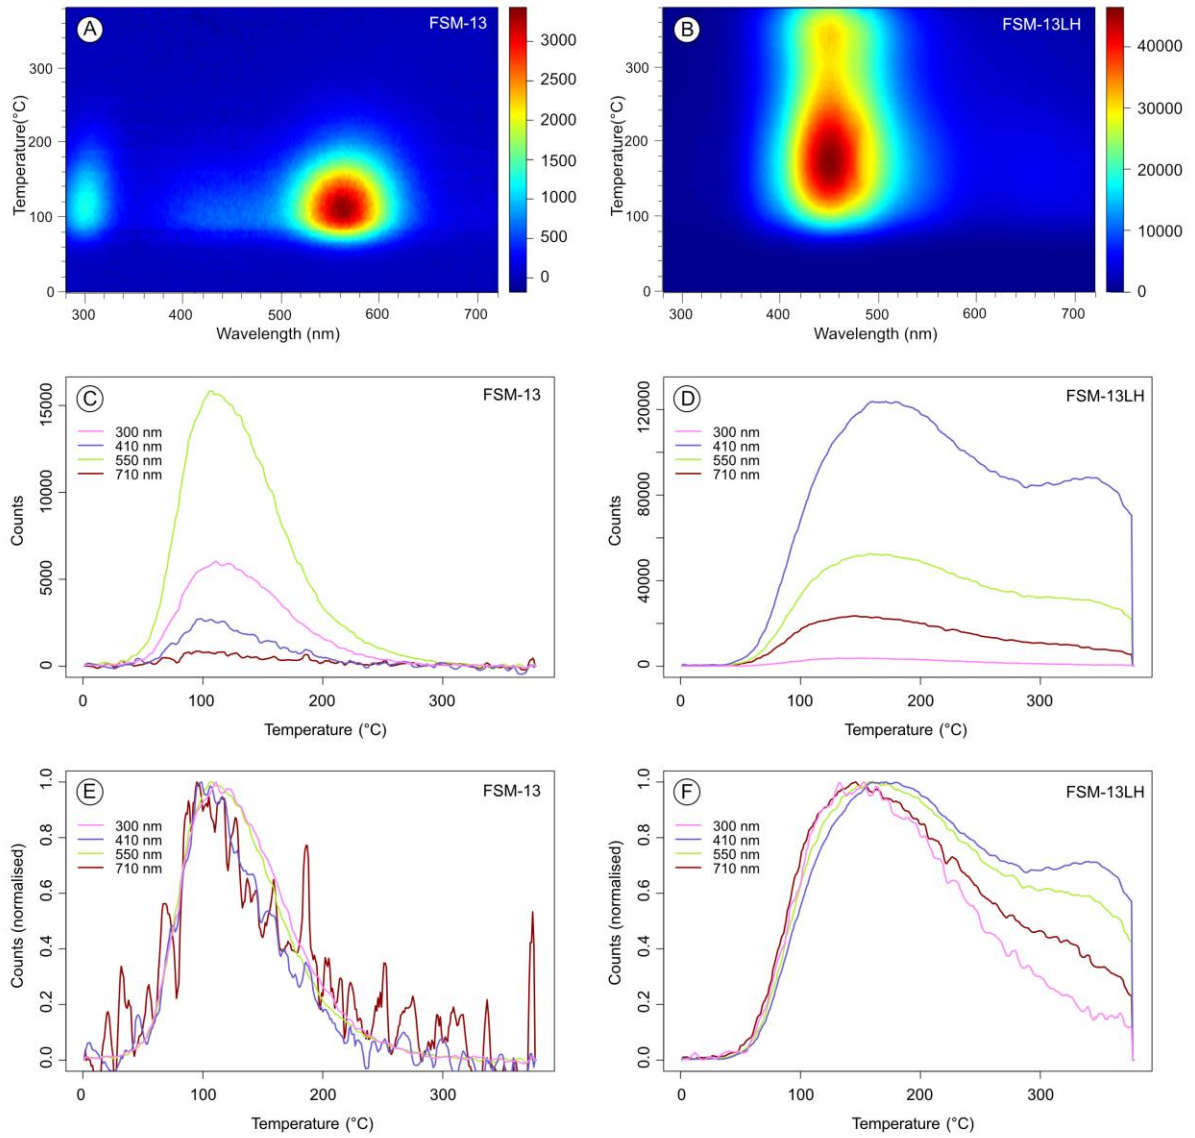 A
FSM-13
Temperature(°C)
300
200
100
0
300
400
500
600
700
Wavelength (nm)
3000
2500
2000
1500
1000
500
0
B
FSM-13LH
Temperature(°C)
300
200
100
0
300
400
500
600
700
Wavelength (nm)
40000
30000
20000
10000
0
C
FSM-13
300 nm
410 nm
550 nm
710 nm
Counts
15000
10000
5000
0
0
100
200
300
Temperature (°C)
D
FSM-13LH
300 nm
410 nm
550 nm
710 nm
Counts
120000
80000
40000
0
0
100
200
300
Temperature (°C)
E
FSM-13
300 nm
410 nm
550 nm
710 nm
Counts (normalised)
1.0
0.8
0.6
0.4
0.2
0.0
0
100
200
300
Temperature (°C)
F
FSM-13LH
300 nm
410 nm
550 nm
710 nm
Counts (normalised)
1.0
0.8
0.6
0.4
0.2
0.0
0
100
200
300
Temperature (°C)